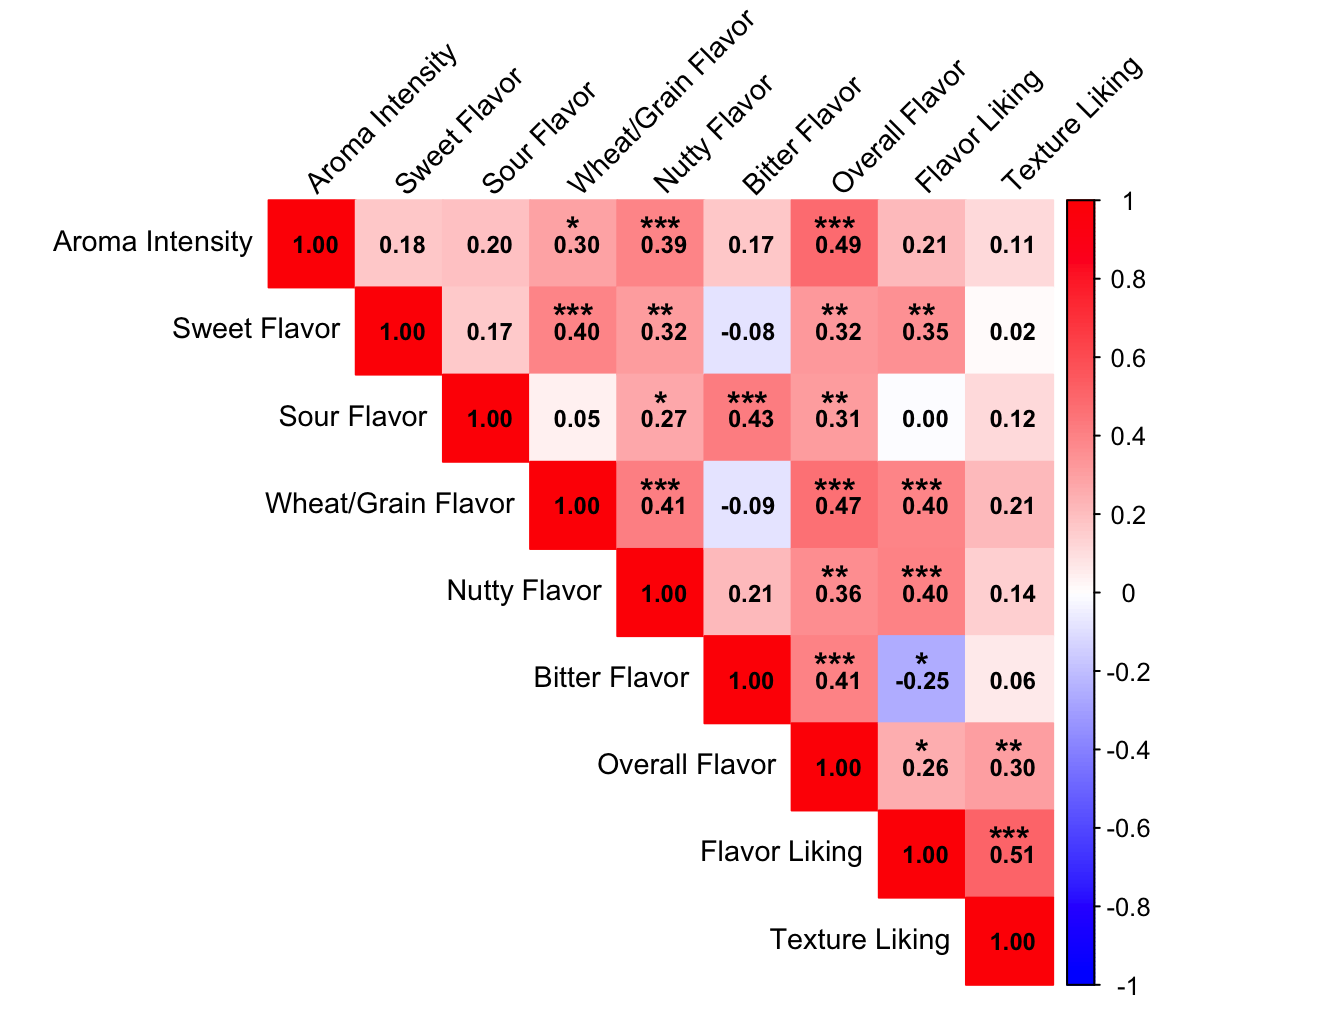 Aroma Intensity
Sweet Flavor
Sour Flavor
Wheat/Grain Flavor
Nutty Flavor
Bitter Flavor
Overall Flavor
Flavor Liking
Texture Liking
Aroma Intensity 1.00 0.18 0.20 * 0.30 *** 0.39 0.17 *** 0.49 0.21 0.11
Sweet Flavor 1.00 0.17 *** 0.40 ** 0.32 -0.08 ** 0.32 ** 0.35 0.02
Sour Flavor 1.00 0.05 * 0.27 *** 0.43 ** 0.31 0.00 0.12
Wheat/Grain Flavor 1.00 *** 0.41 -0.09 *** 0.47 *** 0.40 0.21
Nutty Flavor 1.00 0.21 ** 0.36 *** 0.40 0.14
Bitter Flavor 1.00 *** 0.41 * -0.25 0.06
Overall Flavor 1.00 * 0.26 ** 0.30
Flavor Liking 1.00 *** 0.51
Texture Liking 1.00
1
0.8
0.6
0.4
0.2
0
-0.2
-0.4
-0.6
-0.8
-1